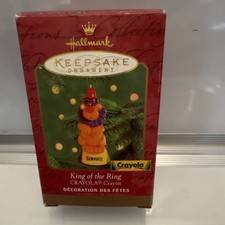 Hallmark
KEEPSAKE
ORNAMENT
Crayola
King of the Ring
CRAYOLA® Crayon
DÉCORATION DES FÊTES